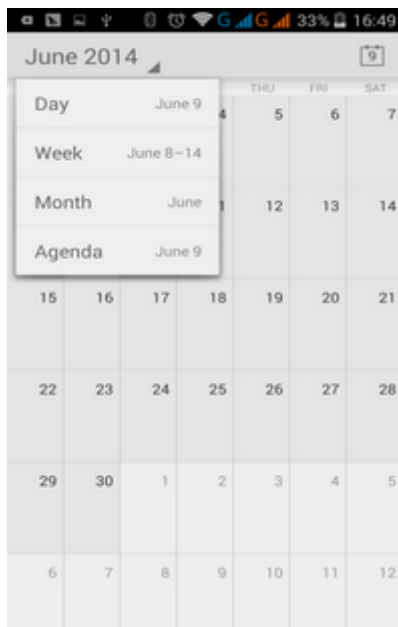 G G 33% 16:49
June 2014 9
THU FRI SAT
Day June 9
4 5 6 7
Week June 8–14
Month June
1 12 13 14
Agenda June 9
15 16 17 18 19 20 21
22 23 24 25 26 27 28
29 30 1 2 3 4 5
6 7 8 9 10 11 12